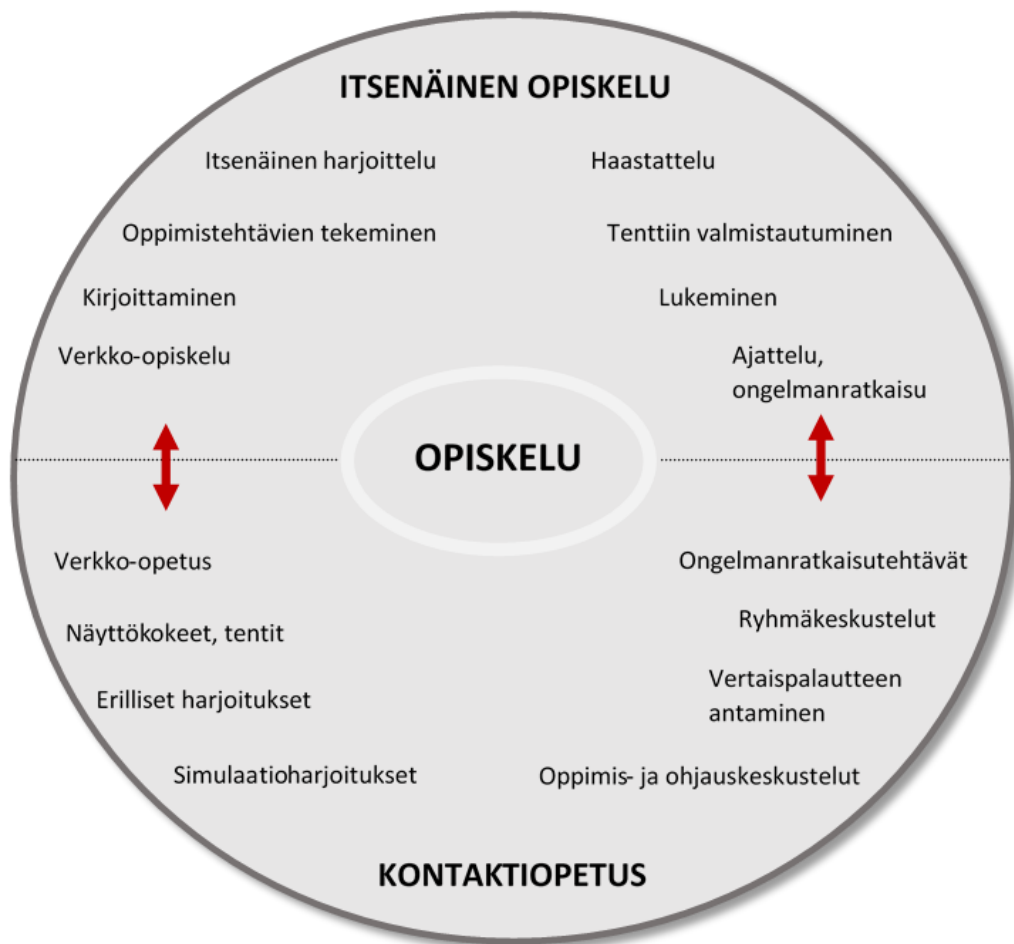 ITSENÄINEN OPISKELU
Itsenäinen harjoittelu
Haastattelu
Oppimistehtävien tekeminen
Tenttiin valmistautuminen
Kirjoittaminen
Lukeminen
Verkko-opiskelu
Ajattelu,
ongelmanratkaisu
OPISKELU
Verkko-opetus
Ongelmanratkaisutehtävät
Näyttökokeet, tentit
Ryhmäkeskustelut
Erilliset harjoitukset
Vertaispalautteen
antaminen
Simulaatioharjoitukset
Oppimis- ja ohjauskeskustelut
KONTAKTIOPETUS